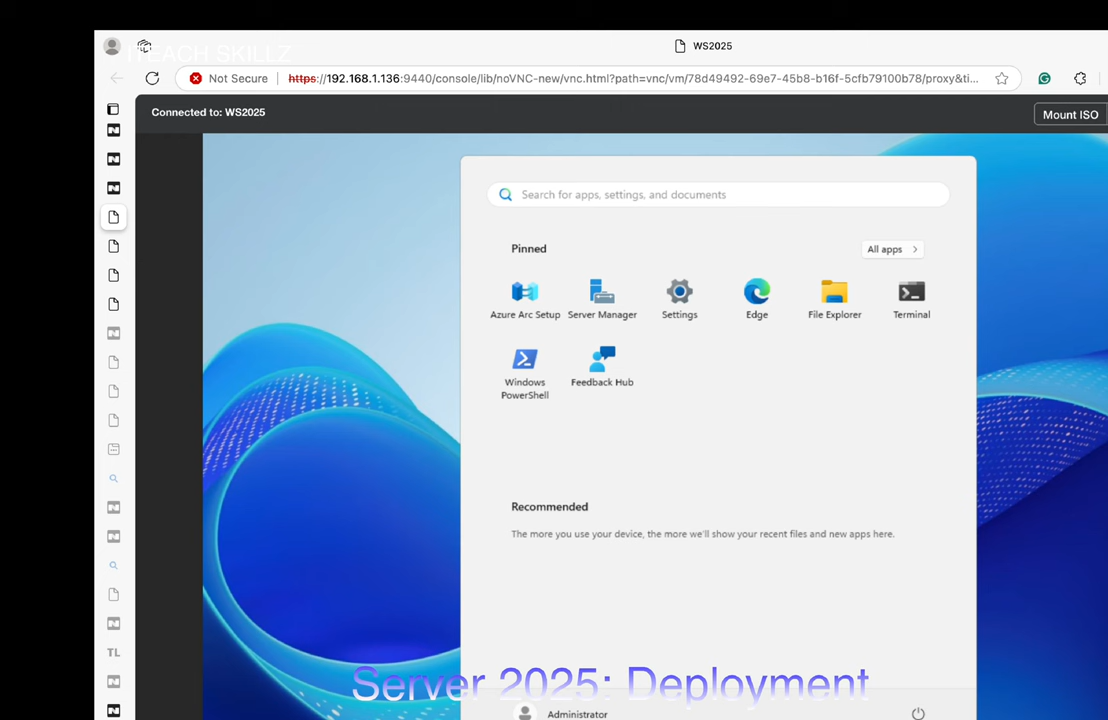 ITEACH SKILLZ
WS2025
Not Secure https://192.168.1.136:9440/console/lib/noVNC-new/vnc.html?path=vnc/vm/78d49492-69e7-45b8-b16f-5cfb79100b78/proxy&ti...
Connected to: WS2025
Mount ISO
Search for apps, settings, and documents
Pinned
All apps
Azure Arc Setup
Server Manager
Settings
Edge
File Explorer
Terminal
Windows
PowerShell
Feedback Hub
Recommended
The more you use your device, the more we'll show your recent files and new apps here.
TL
Server 2025: Deployment
Administrator